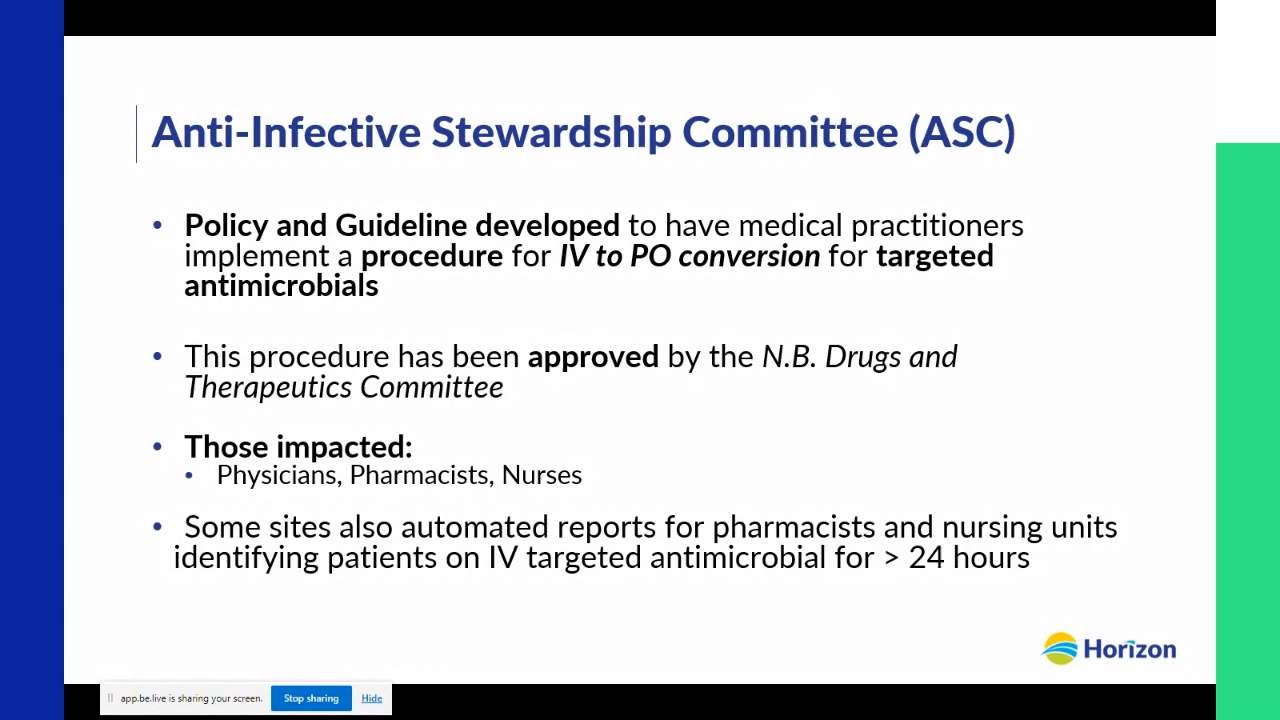 Anti-Infective Stewardship Committee (ASC)
• Policy and Guideline developed to have medical practitioners
implement a procedure for IV to PO conversion for targeted
antimicrobials
• This procedure has been approved by the N.B. Drugs and
Therapeutics Committee
• Those impacted:
• Physicians, Pharmacists, Nurses
• Some sites also automated reports for pharmacists and nursing units
identifying patients on IV targeted antimicrobial for > 24 hours
Horizon
app.be.live is sharing your screen. Stop sharing Hide